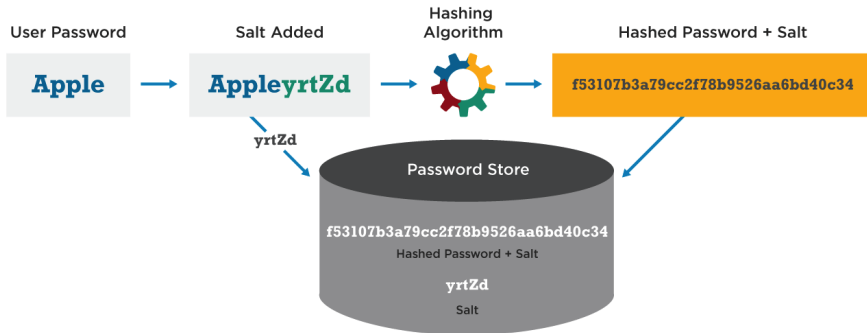 User Password
Salt Added
Hashing
Algorithm
Hashed Password + Salt
Apple
AppleyrtZd
f53107b3a79cc2f78b9526aa6bd40c34
yrtZd
Password Store
f53107b3a79cc2f78b9526aa6bd40c34
Hashed Password + Salt
yrtZd
Salt